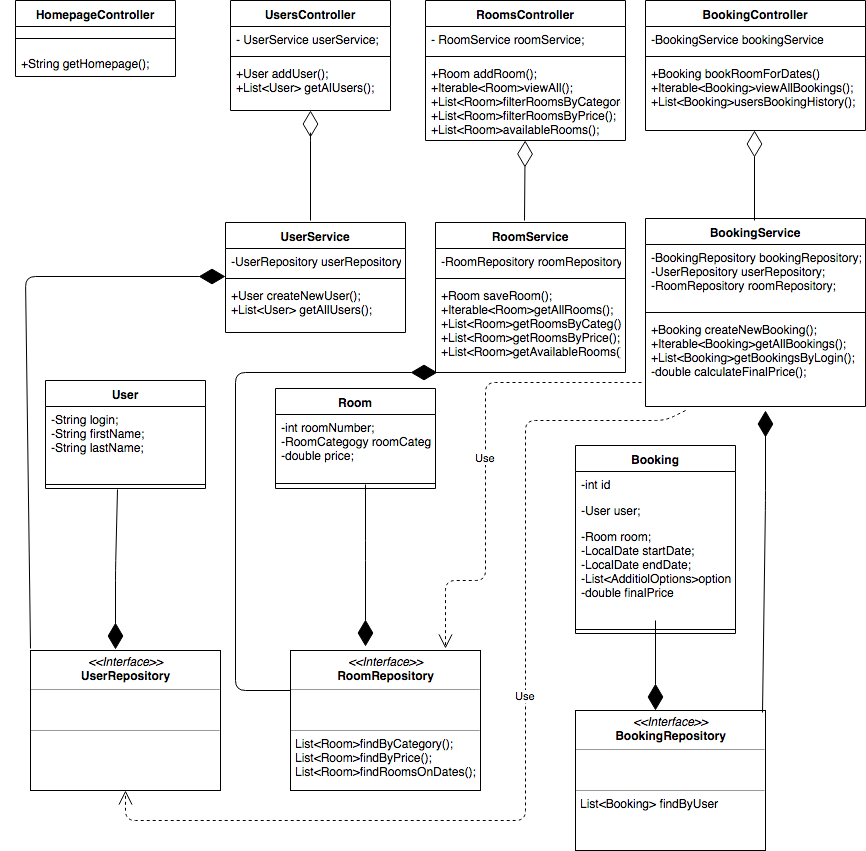 HomepageController
+String getHomepage();
UsersController
- UserService userService;
+User addUser();
+List<User> getAlUsers();
RoomsController
- RoomService roomService;
+Room addRoom();
+Iterable<Room>viewAll();
+List<Room>filterRoomsByCategor
+List<Room>filterRoomsByPrice();
+List<Room>availableRooms();
BookingController
-BookingService bookingService
+Booking bookRoomForDates()
+Iterable<Booking>viewAllBookings();
+List<Booking>usersBookingHistory();
UserService
-UserRepository userRepository
+User createNewUser();
+List<User> getAllUsers();
RoomService
-RoomRepository roomRepository
+Room saveRoom();
+Iterable<Room>getAllRooms();
+List<Room>getRoomsByCateg()
+List<Room>getRoomsByPrice();
+List<Room>getAvailableRooms(
BookingService
-BookingRepository bookingRepository;
-UserRepository userRepository;
-RoomRepository roomRepository;
+Booking createNewBooking();
+Iterable<Booking>getAllBookings();
+List<Booking>getBookingsByLogin();
-double calculateFinalPrice();
User
-String login;
-String firstName;
-String lastName;
Room
-int roomNumber;
-RoomCategogy roomCateg
-double price;
Use
Booking
-int id
-User user;
-Room room;
-LocalDate startDate;
-LocalDate endDate;
-List<AdditiolOptions>option
-double finalPrice
<<Interface>>
UserRepository
<<Interface>>
RoomRepository
List<Room>findByCategory();
List<Room>findByPrice();
List<Room>findRoomsOnDates();
Use
<<Interface>>
BookingRepository
List<Booking> findByUser